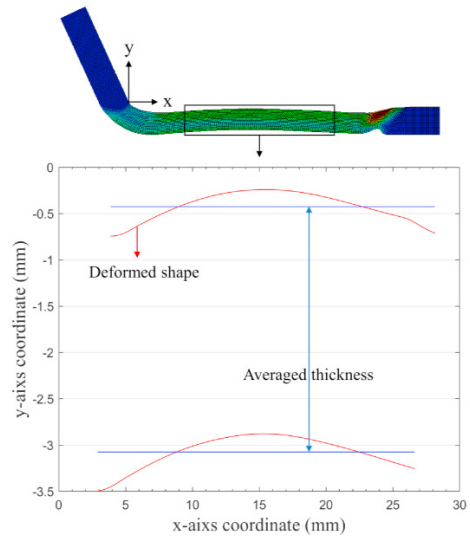 y
x
0
-0.5
-1
-1.5
-2
-2.5
-3
-3.5
y-aixs coordinate (mm)
Deformed shape
Averaged thickness
0
5
10
15
20
25
30
x-aixs coordinate (mm)